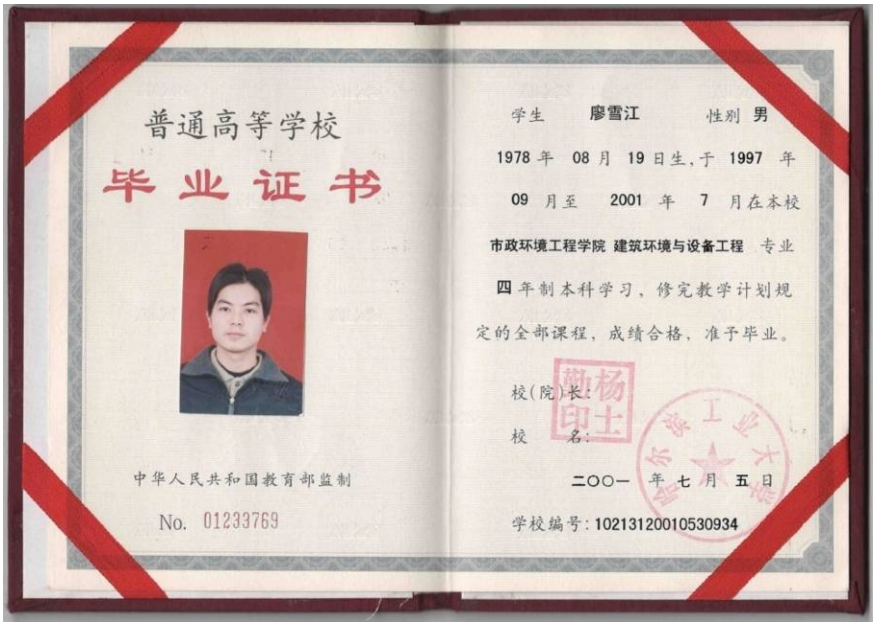 普通高等学校
毕业证书
中华人民共和国教育部监制
No. 01233769
学生 廖雪江 性别 男
1978 年 08 月 19 日生,于 1997 年
09 月至 2001 年 7 月在本校
市政环境工程学院 建筑环境与设备工程 专业
四 年制本科学习，修完教学计划规
定的全部课程，成绩合格，准予毕业。
校(院)长:
杨士勤印
校 名:
哈尔滨工业大学
二〇〇一 年 七 月 五 日
学校编号: 10213120010530934